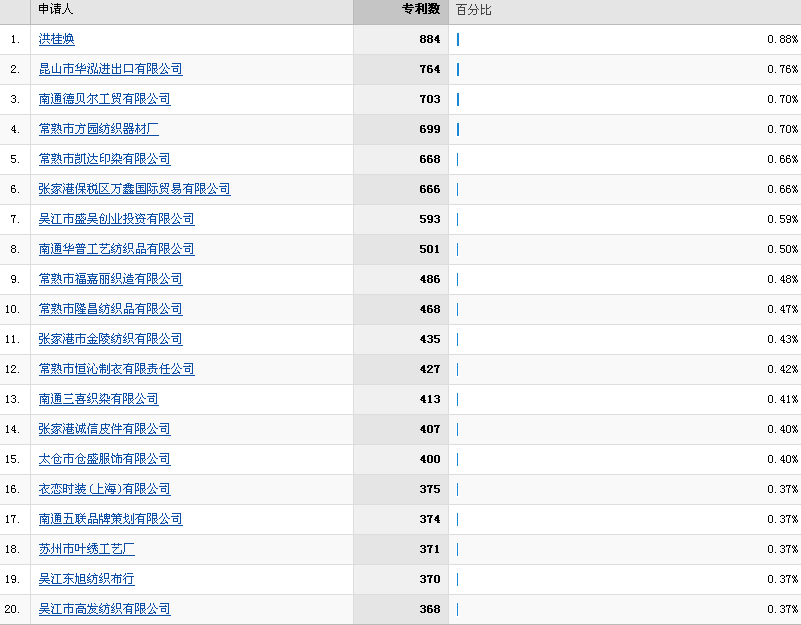 申请人 专利数 百分比
1. 洪桂焕 884 0.88%
2. 昆山市华泓进出口有限公司 764 0.76%
3. 南通德贝尔工贸有限公司 703 0.70%
4. 常熟市方园纺织器材厂 699 0.70%
5. 常熟市凯达印染有限公司 668 0.66%
6. 张家港保税区万鑫国际贸易有限公司 666 0.66%
7. 吴江市盛昊创业投资有限公司 593 0.59%
8. 南通华普工艺纺织品有限公司 501 0.50%
9. 常熟市福嘉丽织造有限公司 486 0.48%
10. 常熟市隆昌纺织品有限公司 468 0.47%
11. 张家港市金陵纺织有限公司 435 0.43%
12. 常熟市恒沁制衣有限责任公司 427 0.42%
13. 南通三喜织染有限公司 413 0.41%
14. 张家港诚信皮件有限公司 407 0.40%
15. 太仓市仓盛服饰有限公司 400 0.40%
16. 衣恋时装(上海)有限公司 375 0.37%
17. 南通五联品牌策划有限公司 374 0.37%
18. 苏州市叶绣工艺厂 371 0.37%
19. 吴江东旭纺织布行 370 0.37%
20. 吴江市高发纺织有限公司 368 0.37%